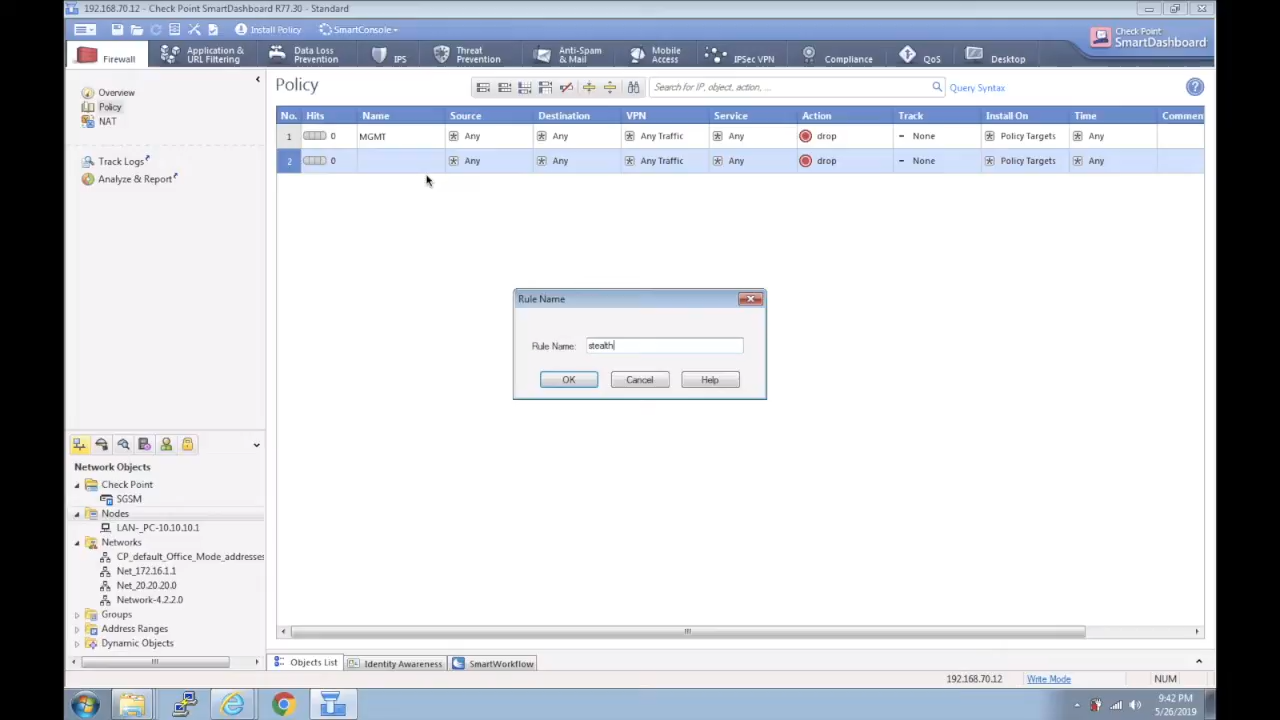 192.168.70.12 - Check Point SmartDashboard R77.30 - Standard
Install Policy
SmartConsole
Check Point
SmartDashboard
Firewall
Application & URL Filtering
Data Loss Prevention
IPS
Threat Prevention
Anti-Spam & Mail
Mobile Access
IPSec VPN
Compliance
QoS
Desktop
Overview
Policy
NAT
Track Logs
Analyze & Report
Policy
Search for IP, object, action, ...
Query Syntax
No. Hits Name Source Destination VPN Service Action Track Install On Time Commen
1 0 MGMT Any Any Any Traffic Any drop None Policy Targets Any
2 0 Any Any Any Traffic Any drop None Policy Targets Any
Rule Name
Rule Name: stealth
OK Cancel Help
Network Objects
Check Point
SGSM
Nodes
LAN-_PC-10.10.10.1
Networks
CP_default_Office_Mode_addresses
Net_172.16.1.1
Net_20.20.20.0
Network-4.2.2.0
Groups
Address Ranges
Dynamic Objects
Objects List Identity Awareness SmartWorkflow
192.168.70.12 Write Mode NUM
9:42 PM
5/26/2019